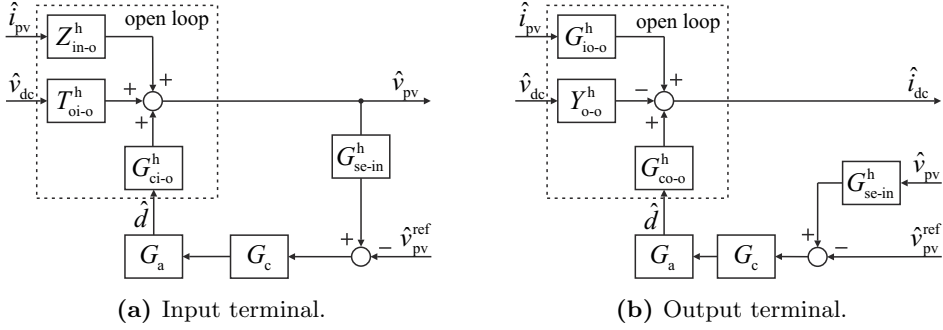 î_pv
Z^h_in-o
open loop
v̂_dc
T^h_oi-o
+
+
+
v̂_pv
G^h_ci-o
G^h_se-in
d̂
G_a
G_c
+
−
v̂^ref_pv
(a) Input terminal.
î_pv
G^h_io-o
open loop
v̂_dc
Y^h_o-o
−
+
+
î_dc
G^h_co-o
G^h_se-in
v̂_pv
d̂
G_a
G_c
+
−
v̂^ref_pv
(b) Output terminal.